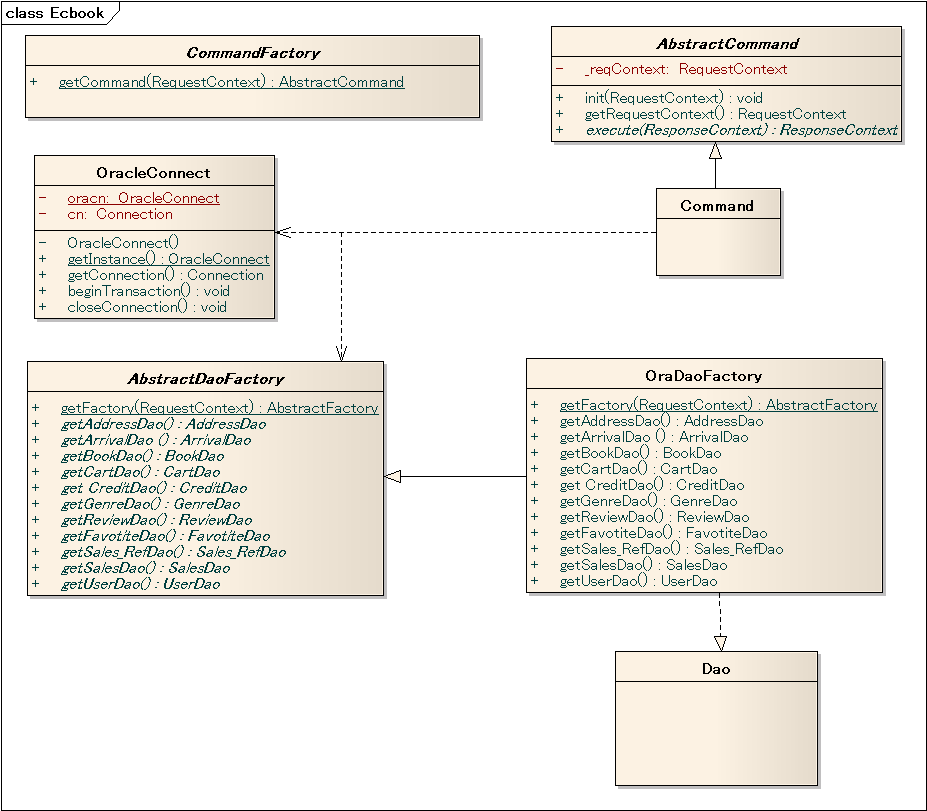 class Ecbook
CommandFactory
+ getCommand(RequestContext) : AbstractCommand
AbstractCommand
- _reqContext: RequestContext
+ init(RequestContext) : void
+ getRequestContext() : RequestContext
+ execute(ResponseContext) : ResponseContext
OracleConnect
- oracn: OracleConnect
- cn: Connection
- OracleConnect()
+ getInstance() : OracleConnect
+ getConnection() : Connection
+ beginTransaction() : void
+ closeConnection() : void
Command
AbstractDaoFactory
+ getFactory(RequestContext) : AbstractFactory
+ getAddressDao() : AddressDao
+ getArrivalDao () : ArrivalDao
+ getBookDao() : BookDao
+ getCartDao() : CartDao
+ get CreditDao() : CreditDao
+ getGenreDao() : GenreDao
+ getReviewDao() : ReviewDao
+ getFavotiteDao() : FavotiteDao
+ getSales_RefDao() : Sales_RefDao
+ getSalesDao() : SalesDao
+ getUserDao() : UserDao
OraDaoFactory
+ getFactory(RequestContext) : AbstractFactory
+ getAddressDao() : AddressDao
+ getArrivalDao () : ArrivalDao
+ getBookDao() : BookDao
+ getCartDao() : CartDao
+ get CreditDao() : CreditDao
+ getGenreDao() : GenreDao
+ getReviewDao() : ReviewDao
+ getFavotiteDao() : FavotiteDao
+ getSales_RefDao() : Sales_RefDao
+ getSalesDao() : SalesDao
+ getUserDao() : UserDao
Dao